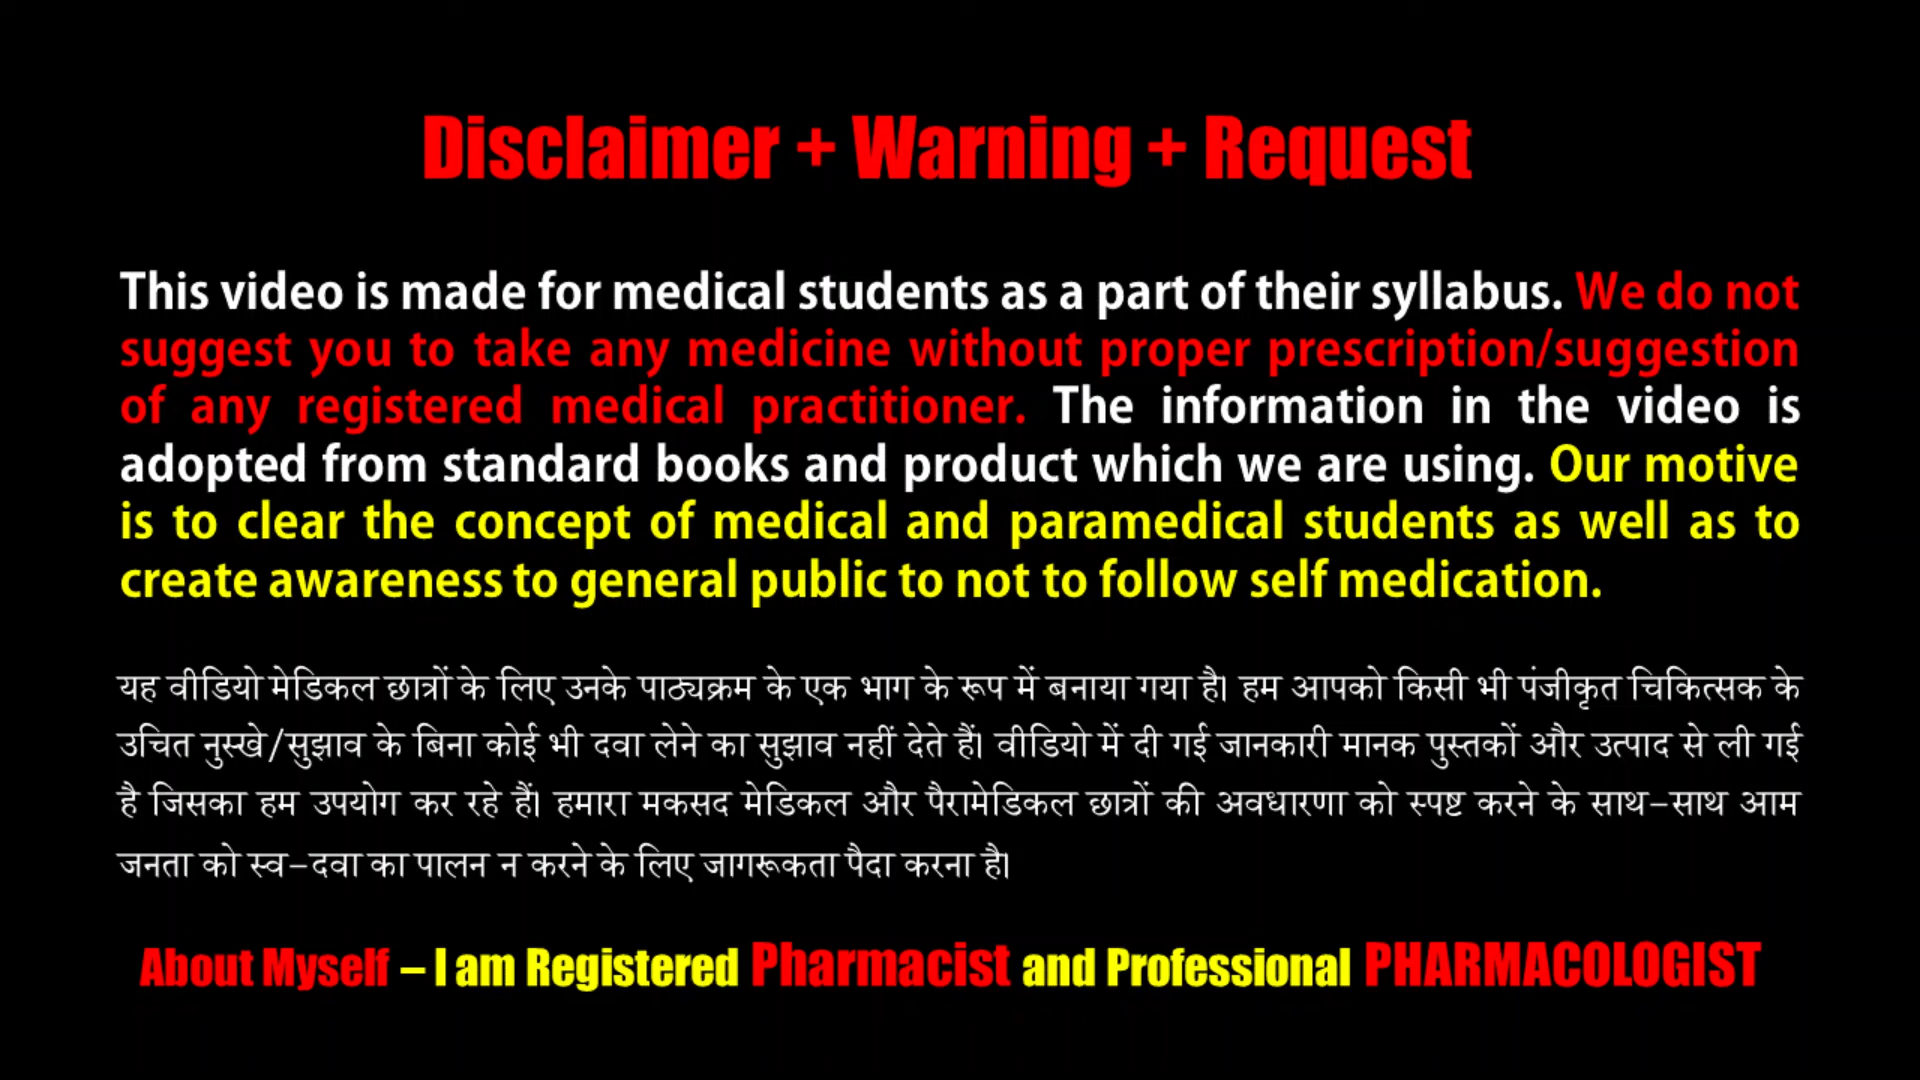 Disclaimer + Warning + Request
This video is made for medical students as a part of their syllabus. We do not
suggest you to take any medicine without proper prescription/suggestion
of any registered medical practitioner. The information in the video is
adopted from standard books and product which we are using. Our motive
is to clear the concept of medical and paramedical students as well as to
create awareness to general public to not to follow self medication.
यह वीडियो मेडिकल छात्रों के लिए उनके पाठ्यक्रम के एक भाग के रूप में बनाया गया है। हम आपको किसी भी पंजीकृत चिकित्सक के
उचित नुस्खे/सुझाव के बिना कोई भी दवा लेने का सुझाव नहीं देते हैं। वीडियो में दी गई जानकारी मानक पुस्तकों और उत्पाद से ली गई
है जिसका हम उपयोग कर रहे हैं। हमारा मकसद मेडिकल और पैरामेडिकल छात्रों की अवधारणा को स्पष्ट करने के साथ-साथ आम
जनता को स्व-दवा का पालन न करने के लिए जागरूकता पैदा करना है।
About Myself – I am Registered Pharmacist and Professional PHARMACOLOGIST